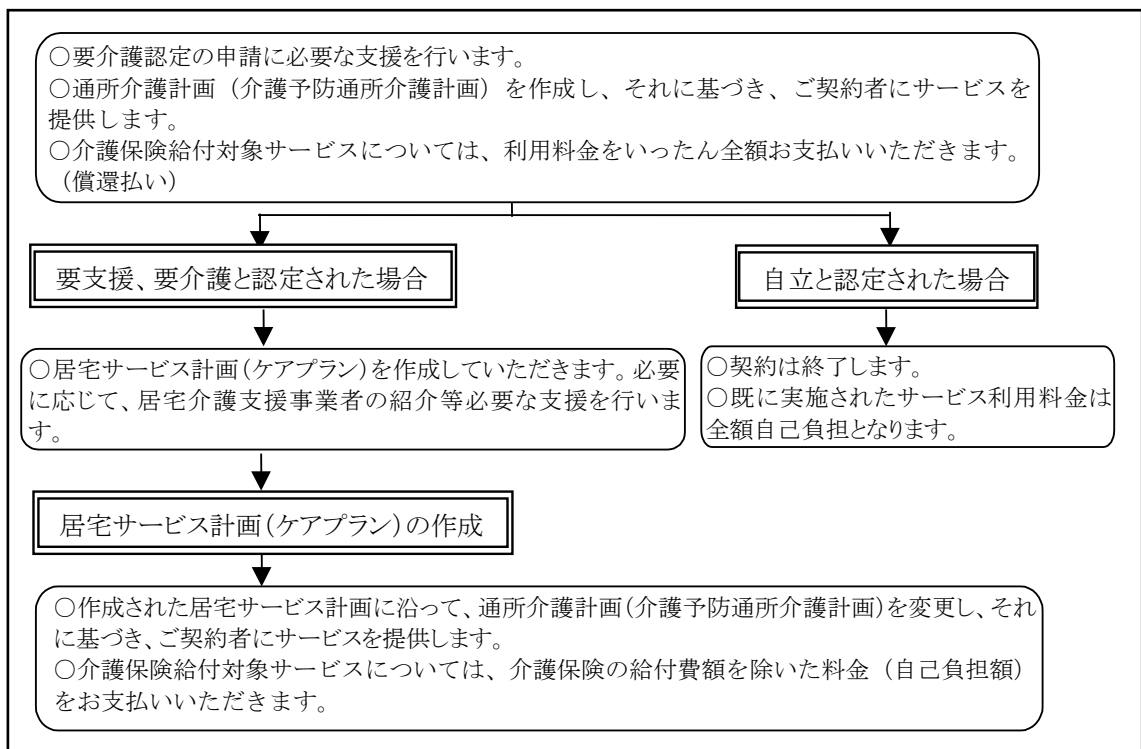 ○要介護認定の申請に必要な支援を行います。
○通所介護計画（介護予防通所介護計画）を作成し、それに基づき、ご契約者にサービスを
提供します。
○介護保険給付対象サービスについては、利用料金をいったん全額お支払いいただきます。
（償還払い）
要支援、要介護と認定された場合
自立と認定された場合
○居宅サービス計画(ケアプラン)を作成していただきます。必要
に応じて、居宅介護支援事業者の紹介等必要な支援を行いま
す。
○契約は終了します。
○既に実施されたサービス利用料金は
全額自己負担となります。
居宅サービス計画(ケアプラン)の作成
○作成された居宅サービス計画に沿って、通所介護計画(介護予防通所介護計画)を変更し、それ
に基づき、ご契約者にサービスを提供します。
○介護保険給付対象サービスについては、介護保険の給付費額を除いた料金（自己負担額）
をお支払いいただきます。